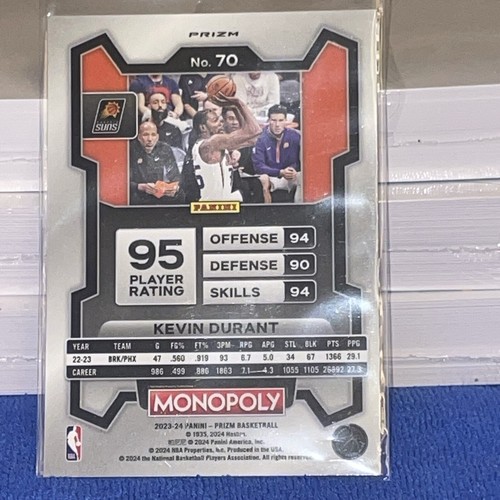 PRIZM
No. 70
SUNS
PANINI
95
PLAYER
RATING
OFFENSE 94
DEFENSE 90
SKILLS 94
KEVIN DURANT
YEAR TEAM G FG% FT% 3PM RPG APG STL BLK PTS PPG
22-23 BRK/PHX 47 .560 .919 93 6.7 5.0 34 67 1366 29.1
CAREER 986 .499 .886 1863 7.1 4.3 1055 1105 26892 27.3
MONOPOLY
2023-24 PANINI - PRIZM BASKETBALL
© 1935, 2024 Hasbro.
© 2024 Panini America, Inc.
© 2024 NBA Properties, Inc. Produced in the USA.
© 2024 the National Basketball Players Association. All rights reserved.
NBA